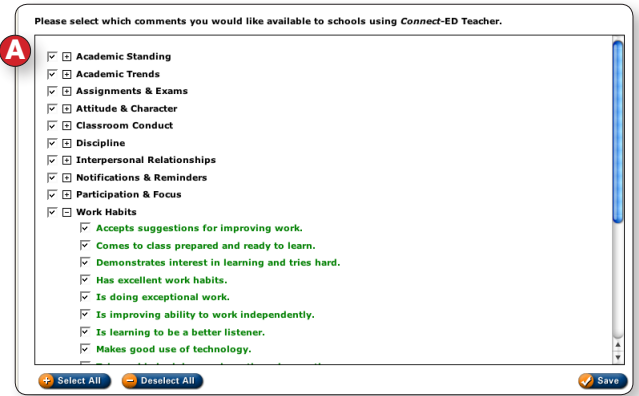 Please select which comments you would like available to schools using Connect-ED Teacher.
A
Academic Standing
Academic Trends
Assignments & Exams
Attitude & Character
Classroom Conduct
Discipline
Interpersonal Relationships
Notifications & Reminders
Participation & Focus
Work Habits
Accepts suggestions for improving work.
Comes to class prepared and ready to learn.
Demonstrates interest in learning and tries hard.
Has excellent work habits.
Is doing exceptional work.
Is improving ability to work independently.
Is learning to be a better listener.
Makes good use of technology.
Select All Deselect All Save